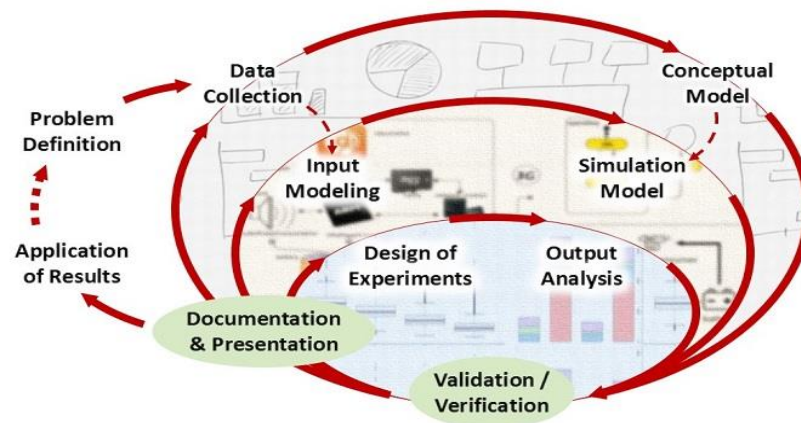 Data
Collection
Conceptual
Model
Problem
Definition
Input
Modeling
Simulation
Model
Application
of Results
Design of
Experiments
Output
Analysis
Documentation
& Presentation
Validation /
Verification